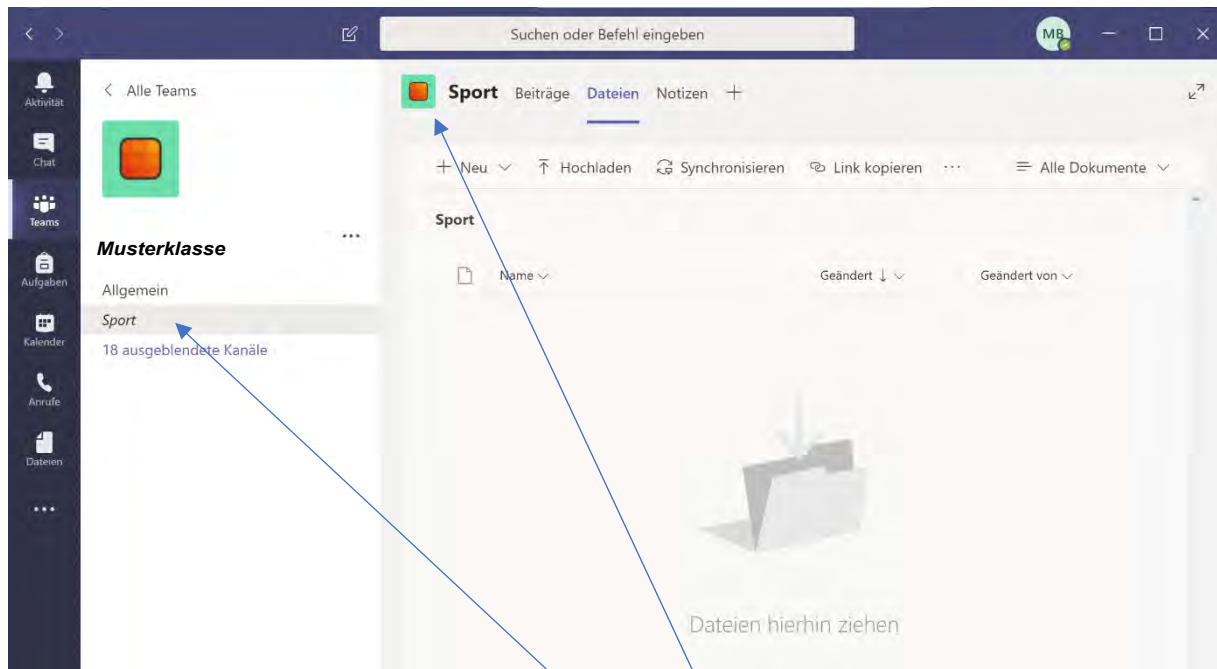 Suchen oder Befehl eingeben
MB
Aktivität
Chat
Teams
Aufgaben
Kalender
Anrufe
Dateien
Alle Teams
Musterklasse
Allgemein
Sport
18 ausgeblendete Kanäle
Sport Beiträge Dateien Notizen
Neu Hochladen Synchronisieren Link kopieren ... Alle Dokumente
Sport
Name Geändert ↓ Geändert von
Dateien hierhin ziehen